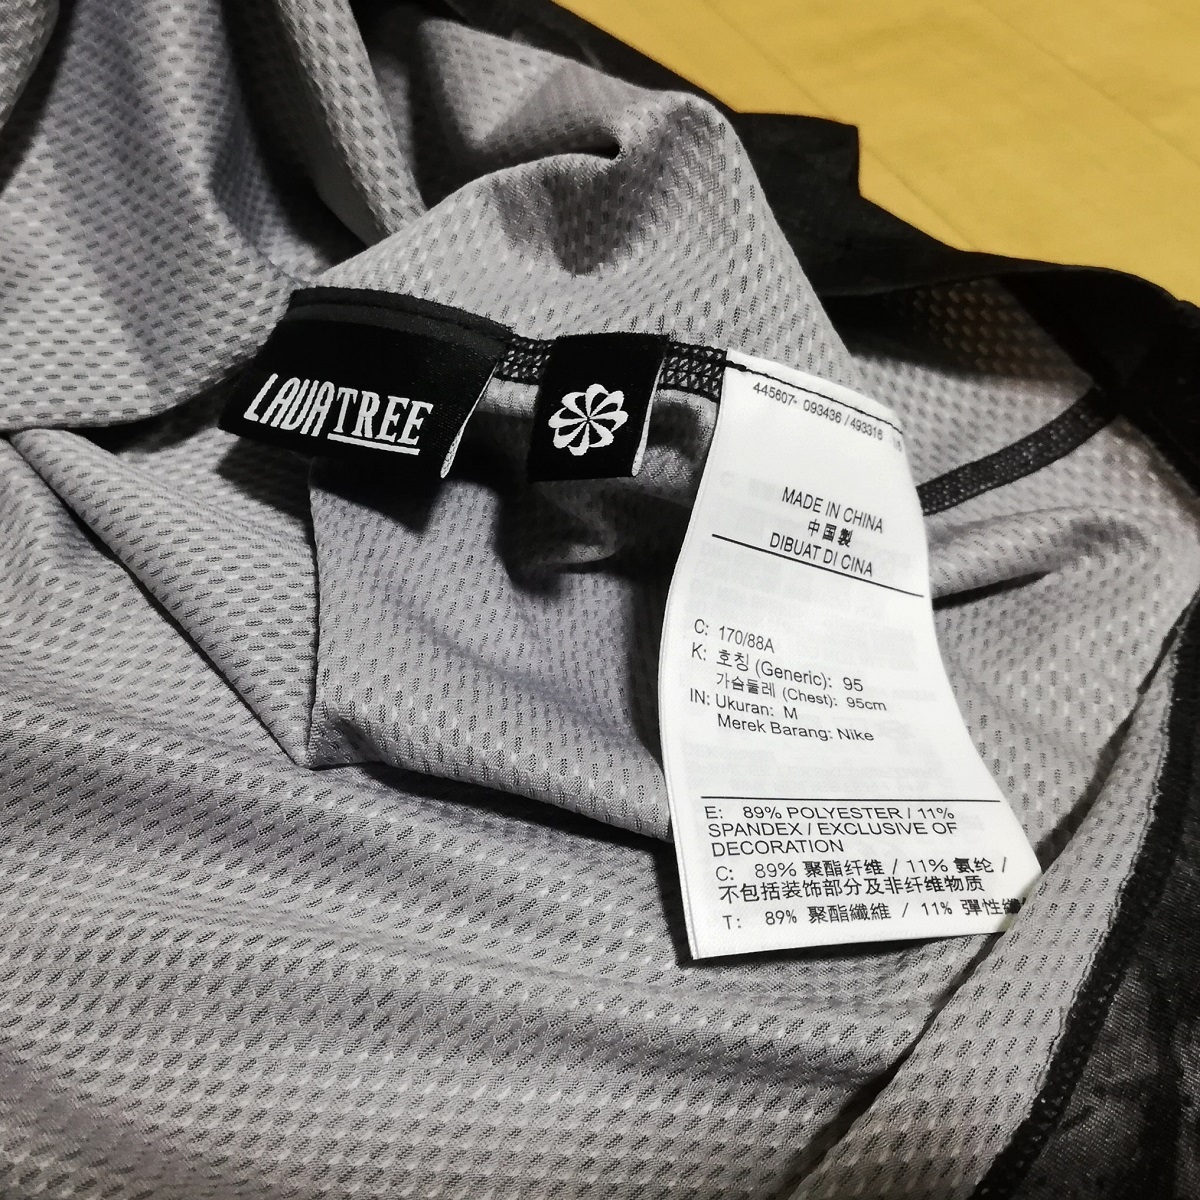 LAVATREE
445607- 093436 / 493316
MADE IN CHINA
中国製
DIBUAT DI CINA
C: 170/88A
K: 호칭 (Generic): 95
가슴둘레 (Chest): 95cm
IN: Ukuran: M
Merek Barang: Nike
E: 89% POLYESTER / 11%
SPANDEX / EXCLUSIVE OF
DECORATION
C: 89% 聚酯纤维 / 11% 氨纶 /
不包括装饰部分及非纤维物质
T: 89% 聚酯纖維 / 11% 彈性纖